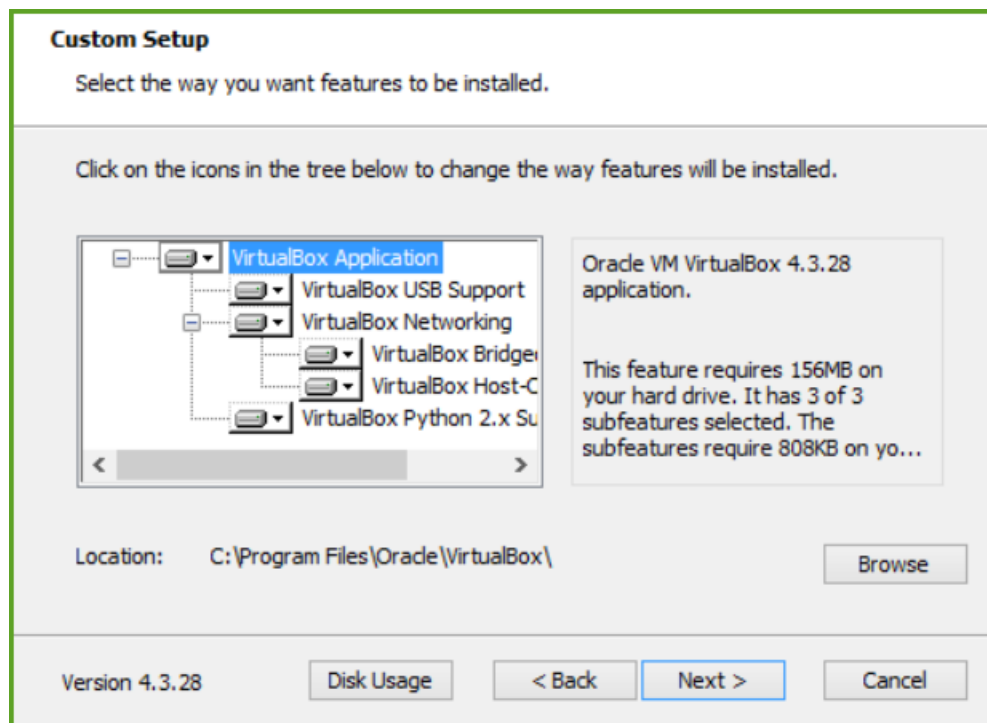 Custom Setup
Select the way you want features to be installed.
Click on the icons in the tree below to change the way features will be installed.
VirtualBox Application
VirtualBox USB Support
VirtualBox Networking
VirtualBox Bridge
VirtualBox Host-C
VirtualBox Python 2.x Su
Oracle VM VirtualBox 4.3.28
application.
This feature requires 156MB on
your hard drive. It has 3 of 3
subfeatures selected. The
subfeatures require 808KB on yo...
Location: C:\Program Files\Oracle\VirtualBox\
Browse
Version 4.3.28
Disk Usage
< Back
Next >
Cancel